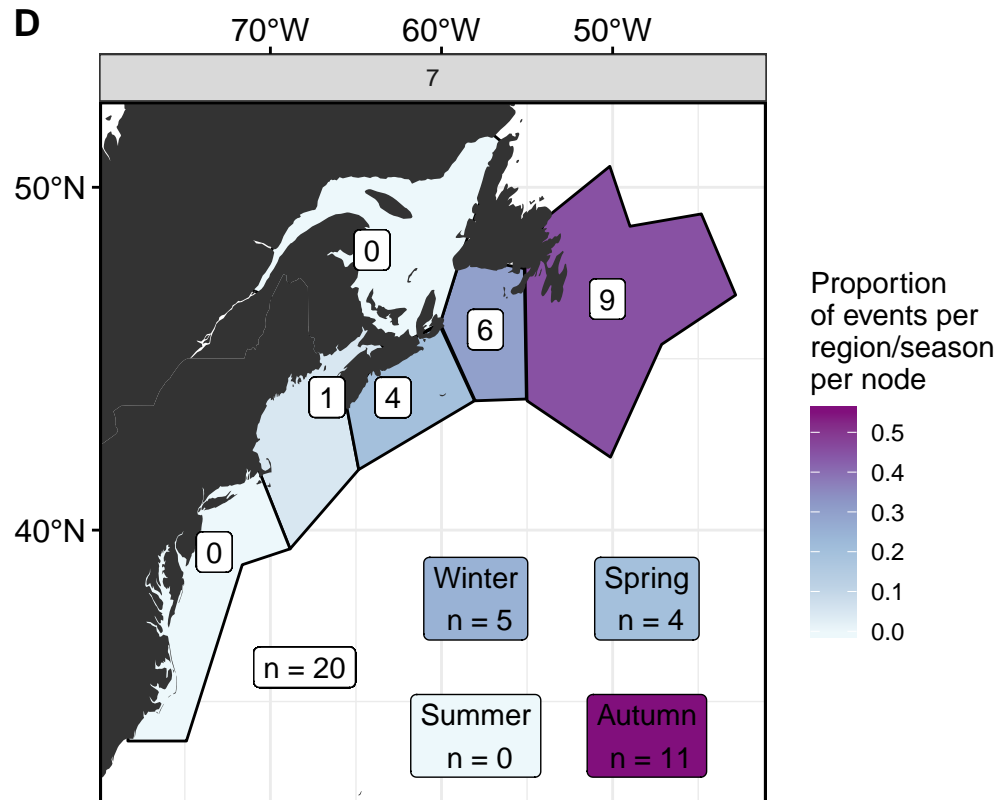 D
70°W 60°W 50°W
7
50°N
40°N
0
9
6
1
4
0
n = 20
Winter
n = 5
Spring
n = 4
Summer
n = 0
Autumn
n = 11
Proportion
of events per
region/season
per node
0.5
0.4
0.3
0.2
0.1
0.0